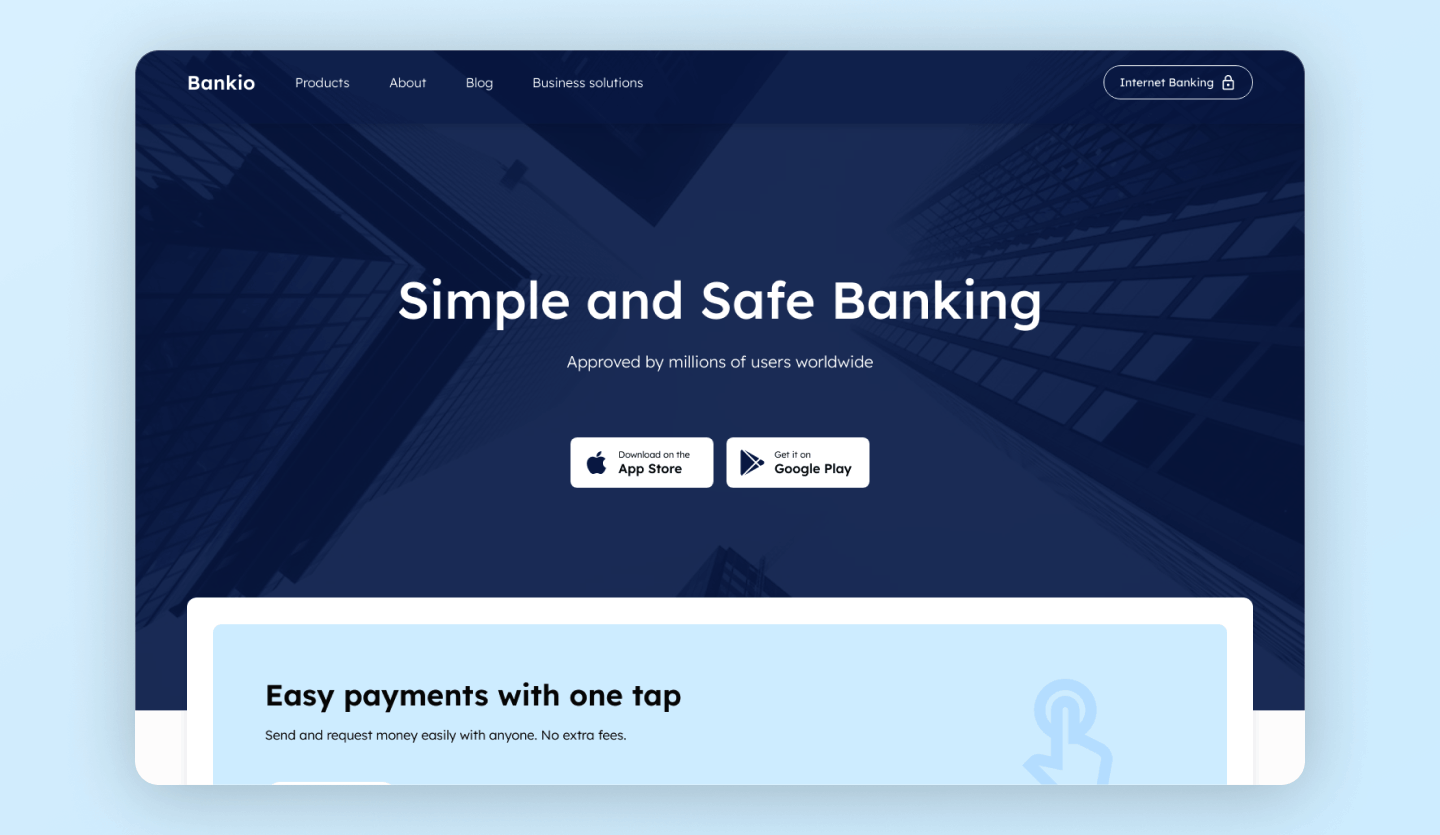 Bankio
Products
About
Blog
Business solutions
Internet Banking
Simple and Safe Banking
Approved by millions of users worldwide
Download on the
App Store
Get it on
Google Play
Easy payments with one tap
Send and request money easily with anyone. No extra fees.